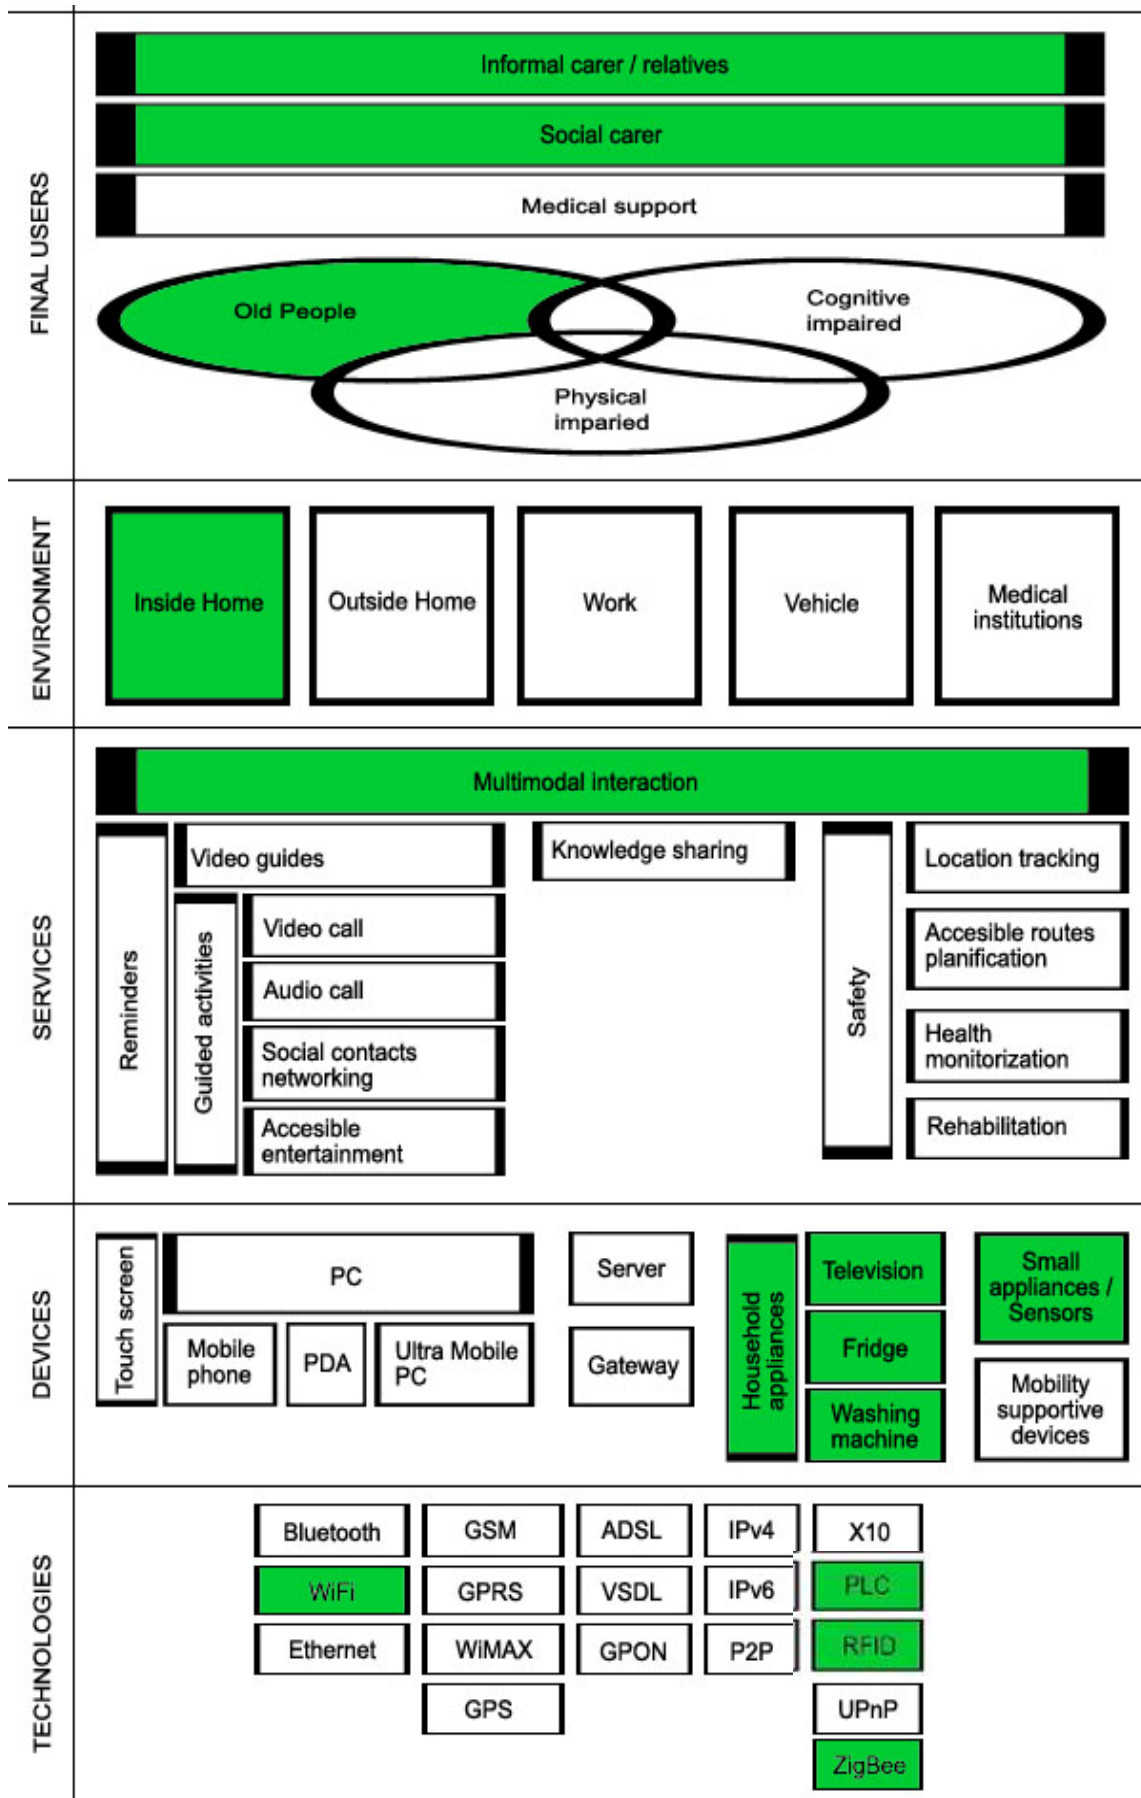 FINAL USERS
Informal carer / relatives
Social carer
Medical support
Old People
Cognitive
impaired
Physical
imparied
ENVIRONMENT
Inside Home
Outside Home
Work
Vehicle
Medical
institutions
SERVICES
Multimodal interaction
Reminders
Video guides
Guided activities
Video call
Audio call
Social contacts
networking
Accesible
entertainment
Knowledge sharing
Safety
Location tracking
Accesible routes
planification
Health
monitorization
Rehabilitation
DEVICES
Touch screen
PC
Mobile
phone
PDA
Ultra Mobile
PC
Server
Gateway
Household
appliances
Television
Fridge
Washing
machine
Small
appliances /
Sensors
Mobility
supportive
devices
TECHNOLOGIES
Bluetooth
WiFi
Ethernet
GSM
GPRS
WiMAX
GPS
ADSL
VSDL
GPON
IPv4
IPv6
P2P
X10
PLC
RFID
UPnP
ZigBee